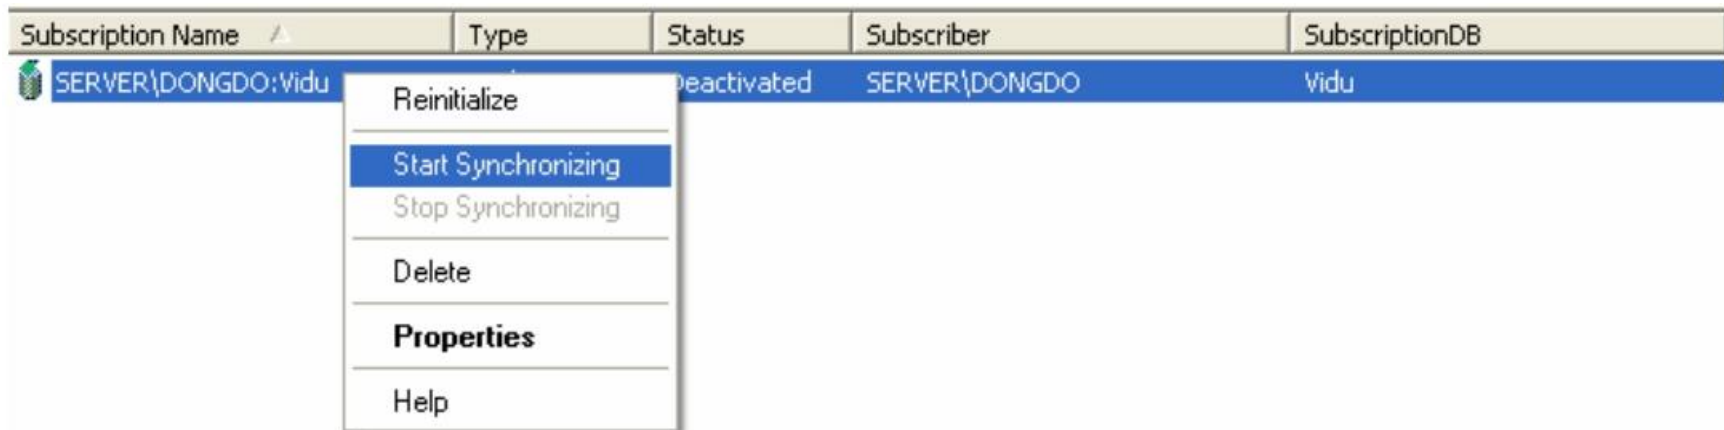 Subscription Name Type Status Subscriber SubscriptionDB
SERVER\DONGDO:Vidu Deactivated SERVER\DONGDO Vidu
Reinitialize
Start Synchronizing
Stop Synchronizing
Delete
Properties
Help